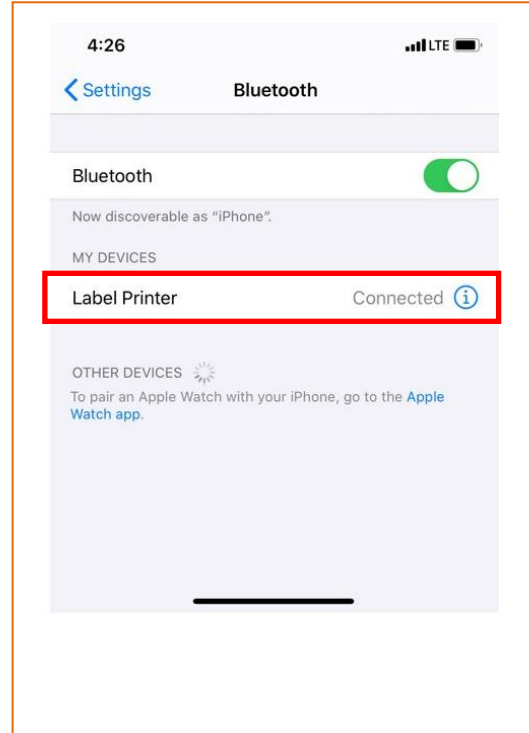 4:26 LTE
Settings Bluetooth
Bluetooth
Now discoverable as “iPhone”.
MY DEVICES
Label Printer Connected i
OTHER DEVICES
To pair an Apple Watch with your iPhone, go to the Apple
Watch app.